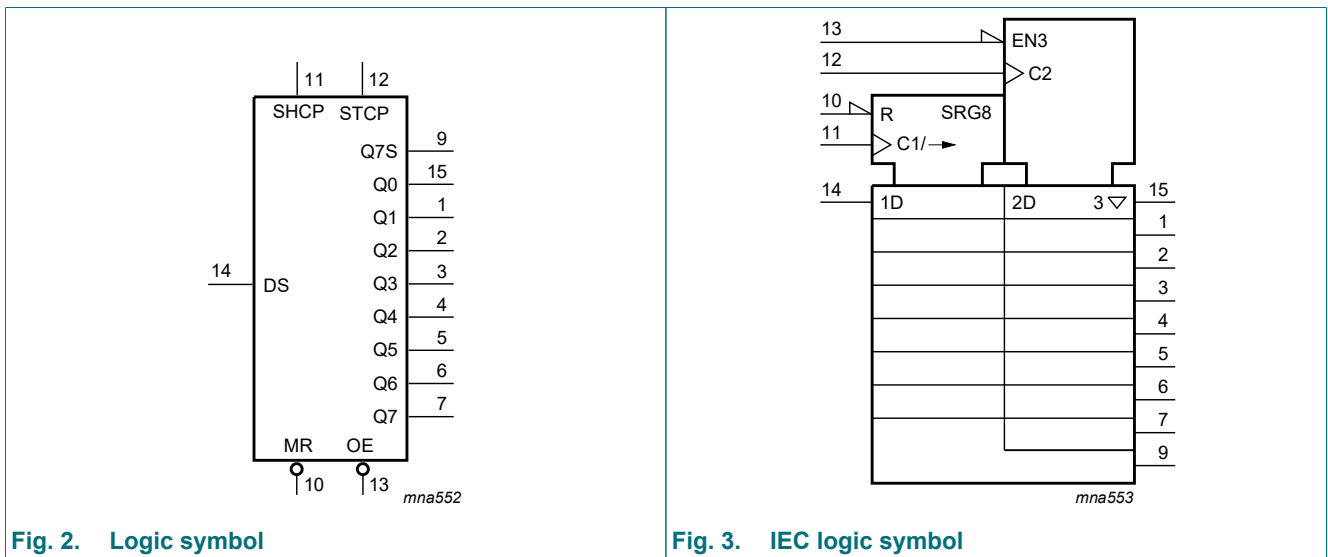 11 12
SHCP STCP
Q7S 9
Q0 15
Q1 1
Q2 2
Q3 3
14 DS
Q4 4
Q5 5
Q6 6
Q7 7
MR OE
10 13
mna552
Fig. 2. Logic symbol
13 EN3
12 C2
10 R SRG8
11 C1/
14 1D 2D 3 15
1
2
3
4
5
6
7
9
mna553
Fig. 3. IEC logic symbol